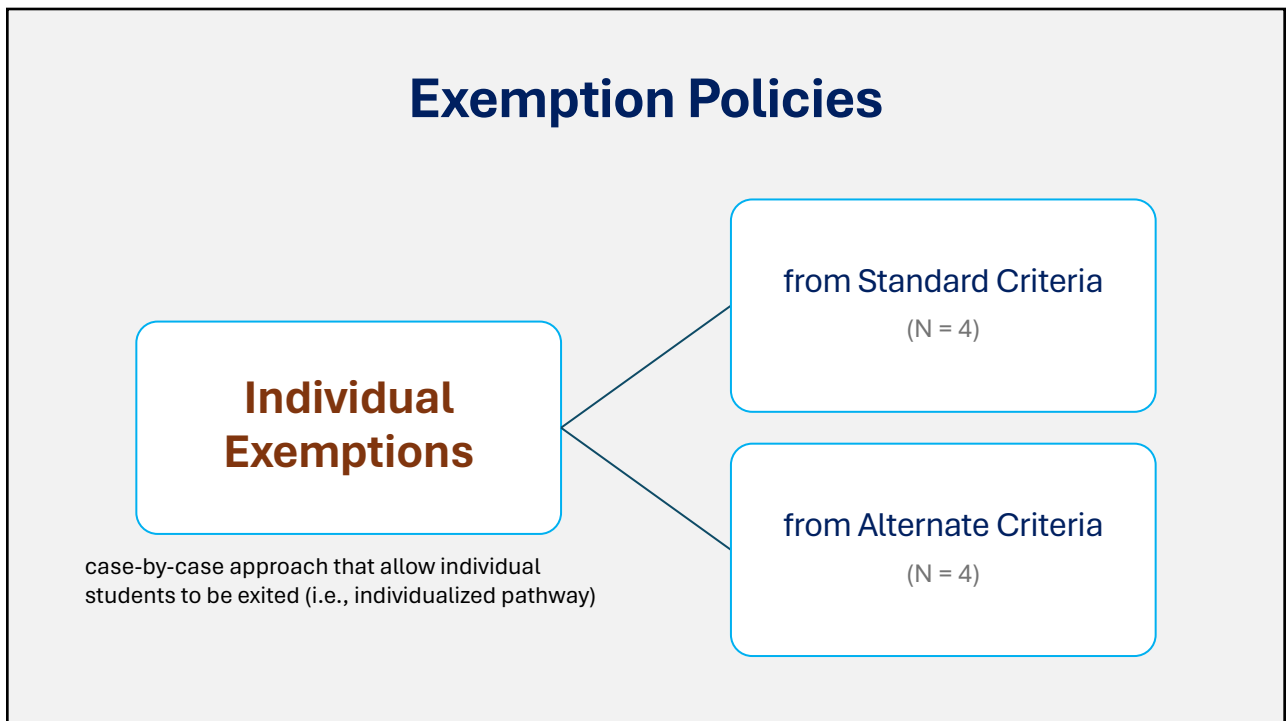 Exemption Policies
Individual
Exemptions
case-by-case approach that allow individual
students to be exited (i.e., individualized pathway)
from Standard Criteria
(N = 4)
from Alternate Criteria
(N = 4)